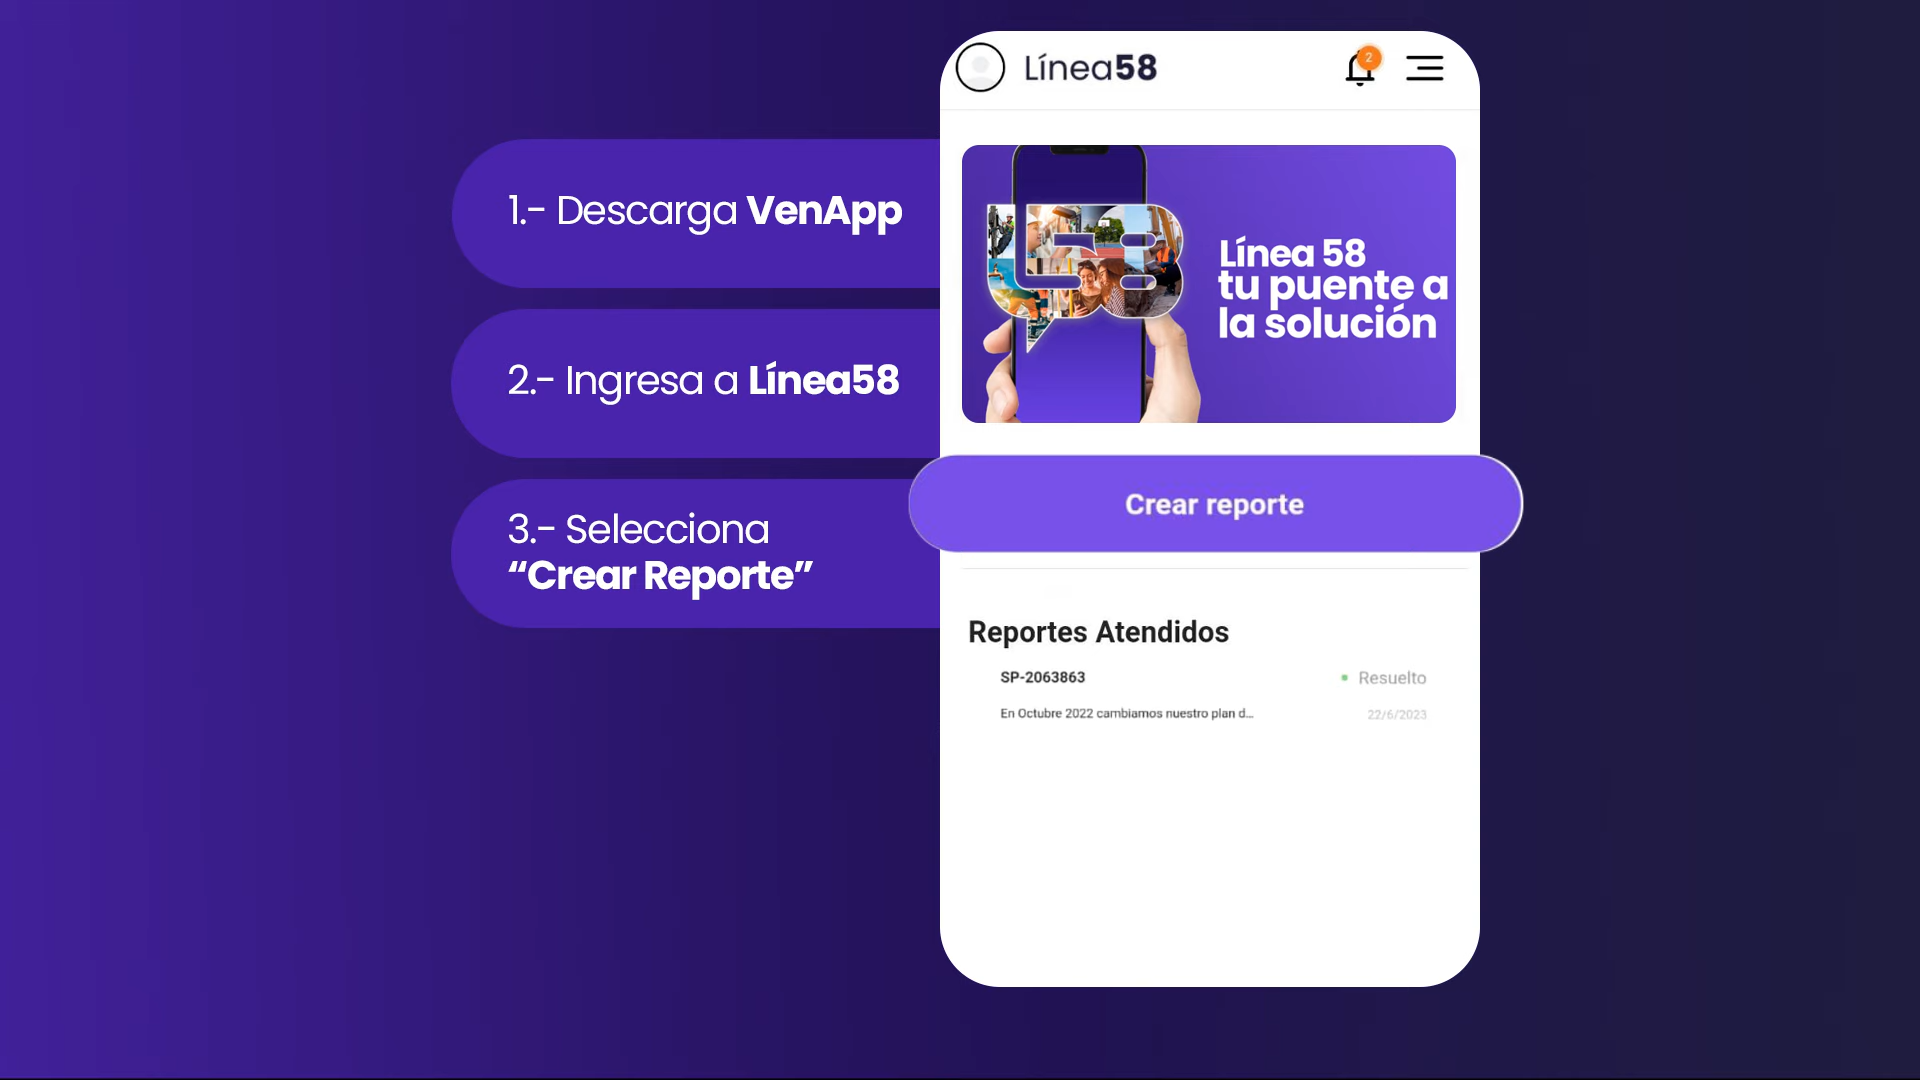 1.- Descarga VenApp
2.- Ingresa a Línea58
3.- Selecciona
“Crear Reporte”
Línea58
2
Línea 58
tu puente a
la solución
Crear reporte
Reportes Atendidos
SP-2063863
Resuelto
En Octubre 2022 cambiamos nuestro plan d...
22/6/2023